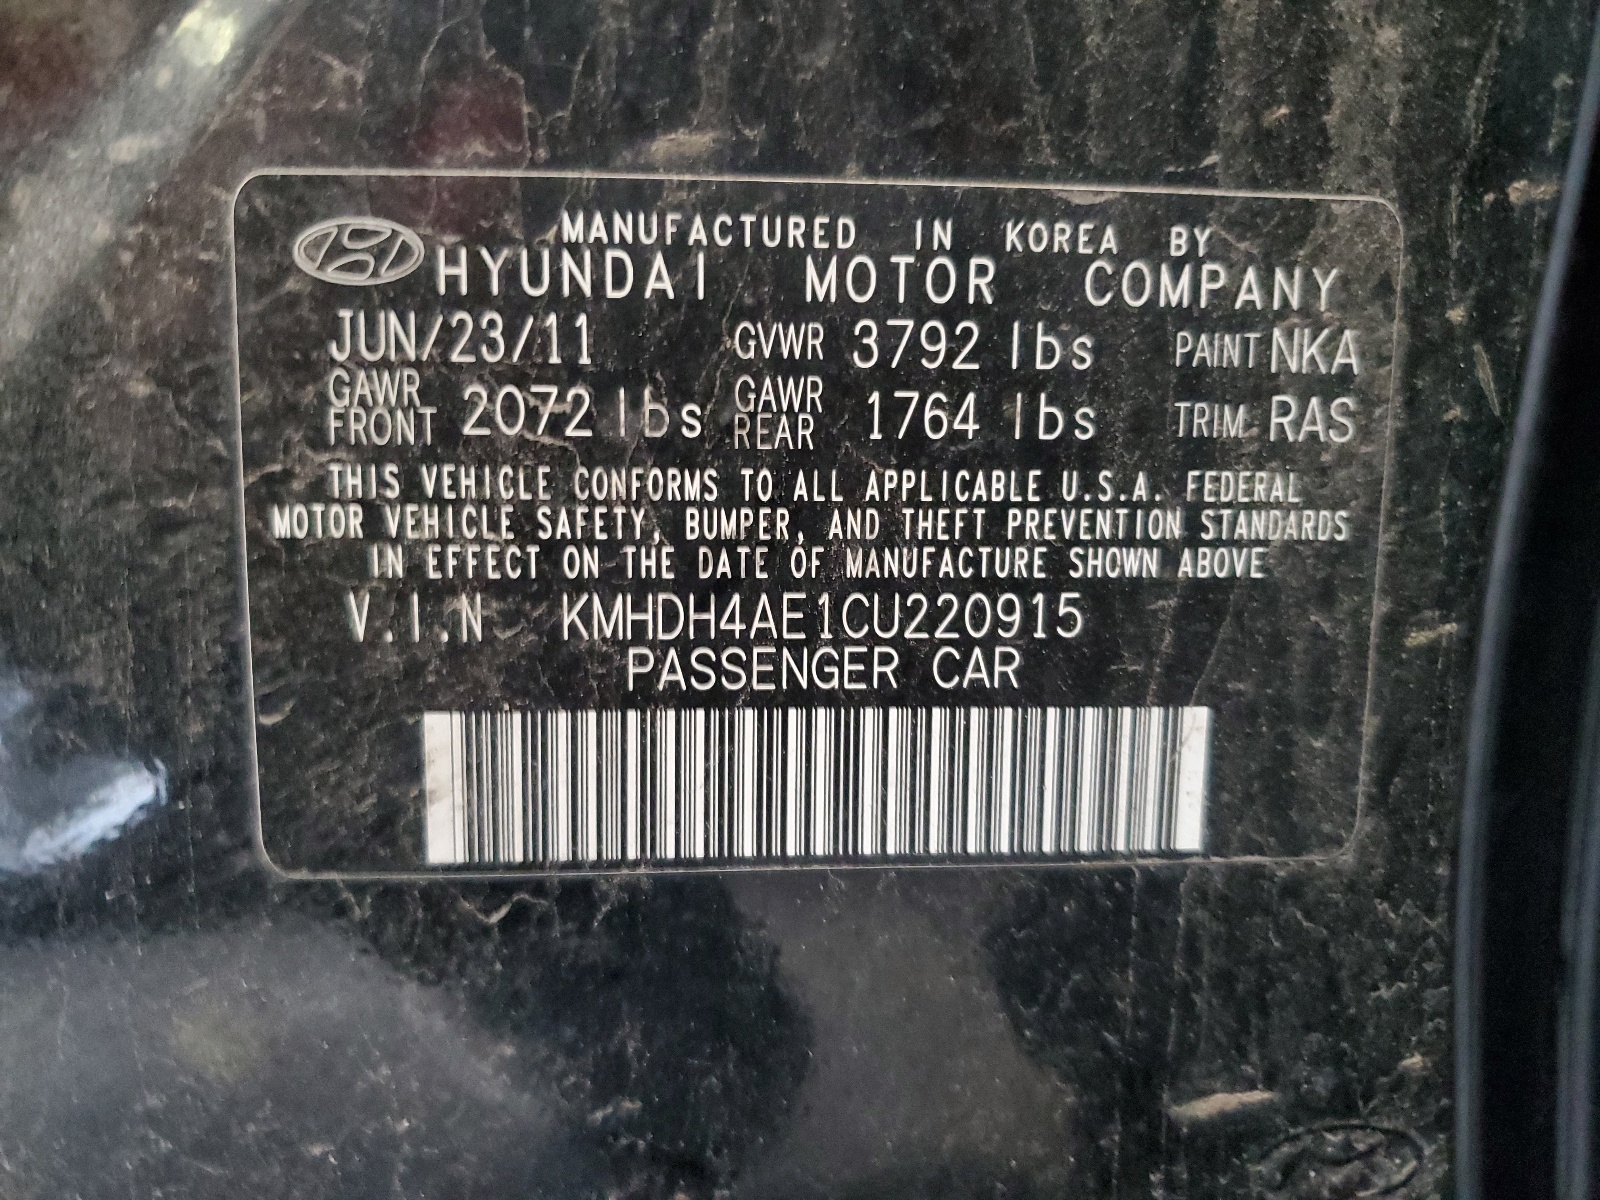 MANUFACTURED IN KOREA BY
HYUNDAI MOTOR COMPANY
JUN/23/11 GVWR 3792 lbs PAINT NKA
GAWR FRONT 2072 lbs GAWR REAR 1764 lbs TRIM RAS
THIS VEHICLE CONFORMS TO ALL APPLICABLE U.S.A. FEDERAL
MOTOR VEHICLE SAFETY, BUMPER, AND THEFT PREVENTION STANDARDS
IN EFFECT ON THE DATE OF MANUFACTURE SHOWN ABOVE
V.I.N KMHDH4AE1CU220915
PASSENGER CAR